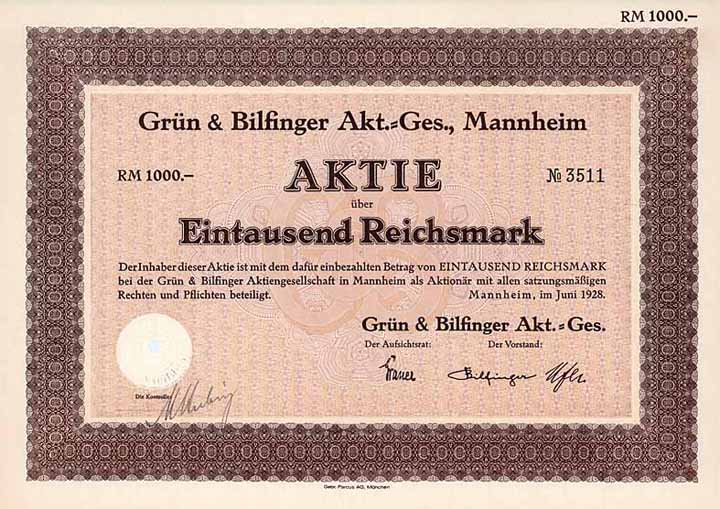 RM 1000.–
Grün & Bilfinger Akt.=Ges., Mannheim
RM 1000.–
AKTIE
№ 3511
über
Eintausend Reichsmark
Der Inhaber dieser Aktie ist mit dem dafür einbezahlten Betrag von EINTAUSEND REICHSMARK
bei der Grün & Bilfinger Aktiengesellschaft in Mannheim als Aktionär mit allen satzungsmäßigen
Rechten und Pflichten beteiligt.
Mannheim, im Juni 1928.
Grün & Bilfinger Akt.=Ges.
Der Aufsichtsrat:
Der Vorstand:
Bilfinger
Die Kontrolle:
Gebr. Parcus AG, München